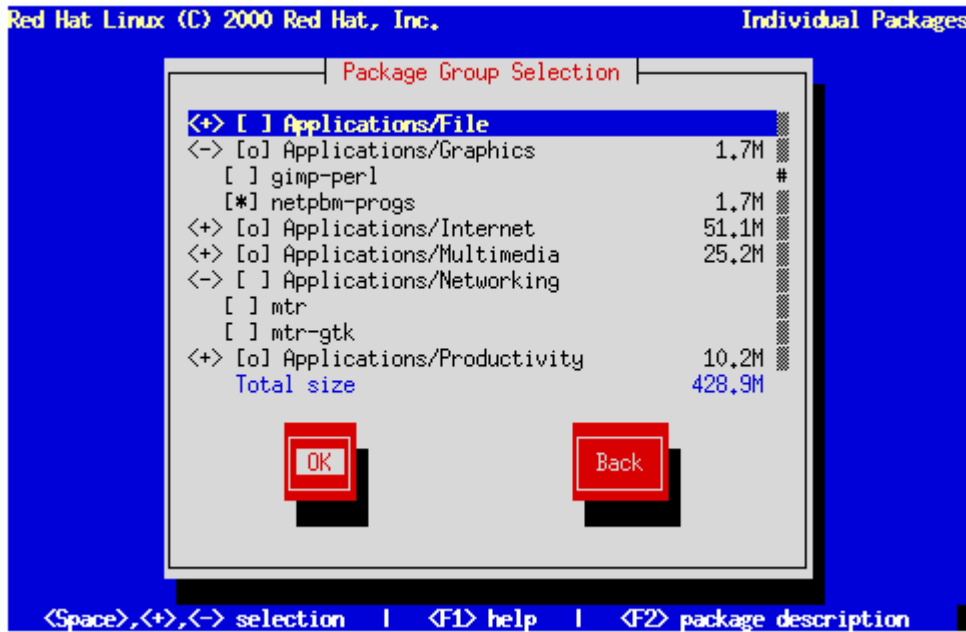 Red Hat Linux (C) 2000 Red Hat, Inc. Individual Packages
Package Group Selection
<+> [ ] Applications/File
<-> [o] Applications/Graphics 1.7M
[ ] gimp-perl #
[*] netpbm-progs 1.7M
<+> [o] Applications/Internet 51.1M
<+> [o] Applications/Multimedia 25.2M
<-> [ ] Applications/Networking
[ ] mtr
[ ] mtr-gtk
<+> [o] Applications/Productivity 10.2M
Total size 428.9M
OK Back
<Space>,<+>,<-> selection | <F1> help | <F2> package description